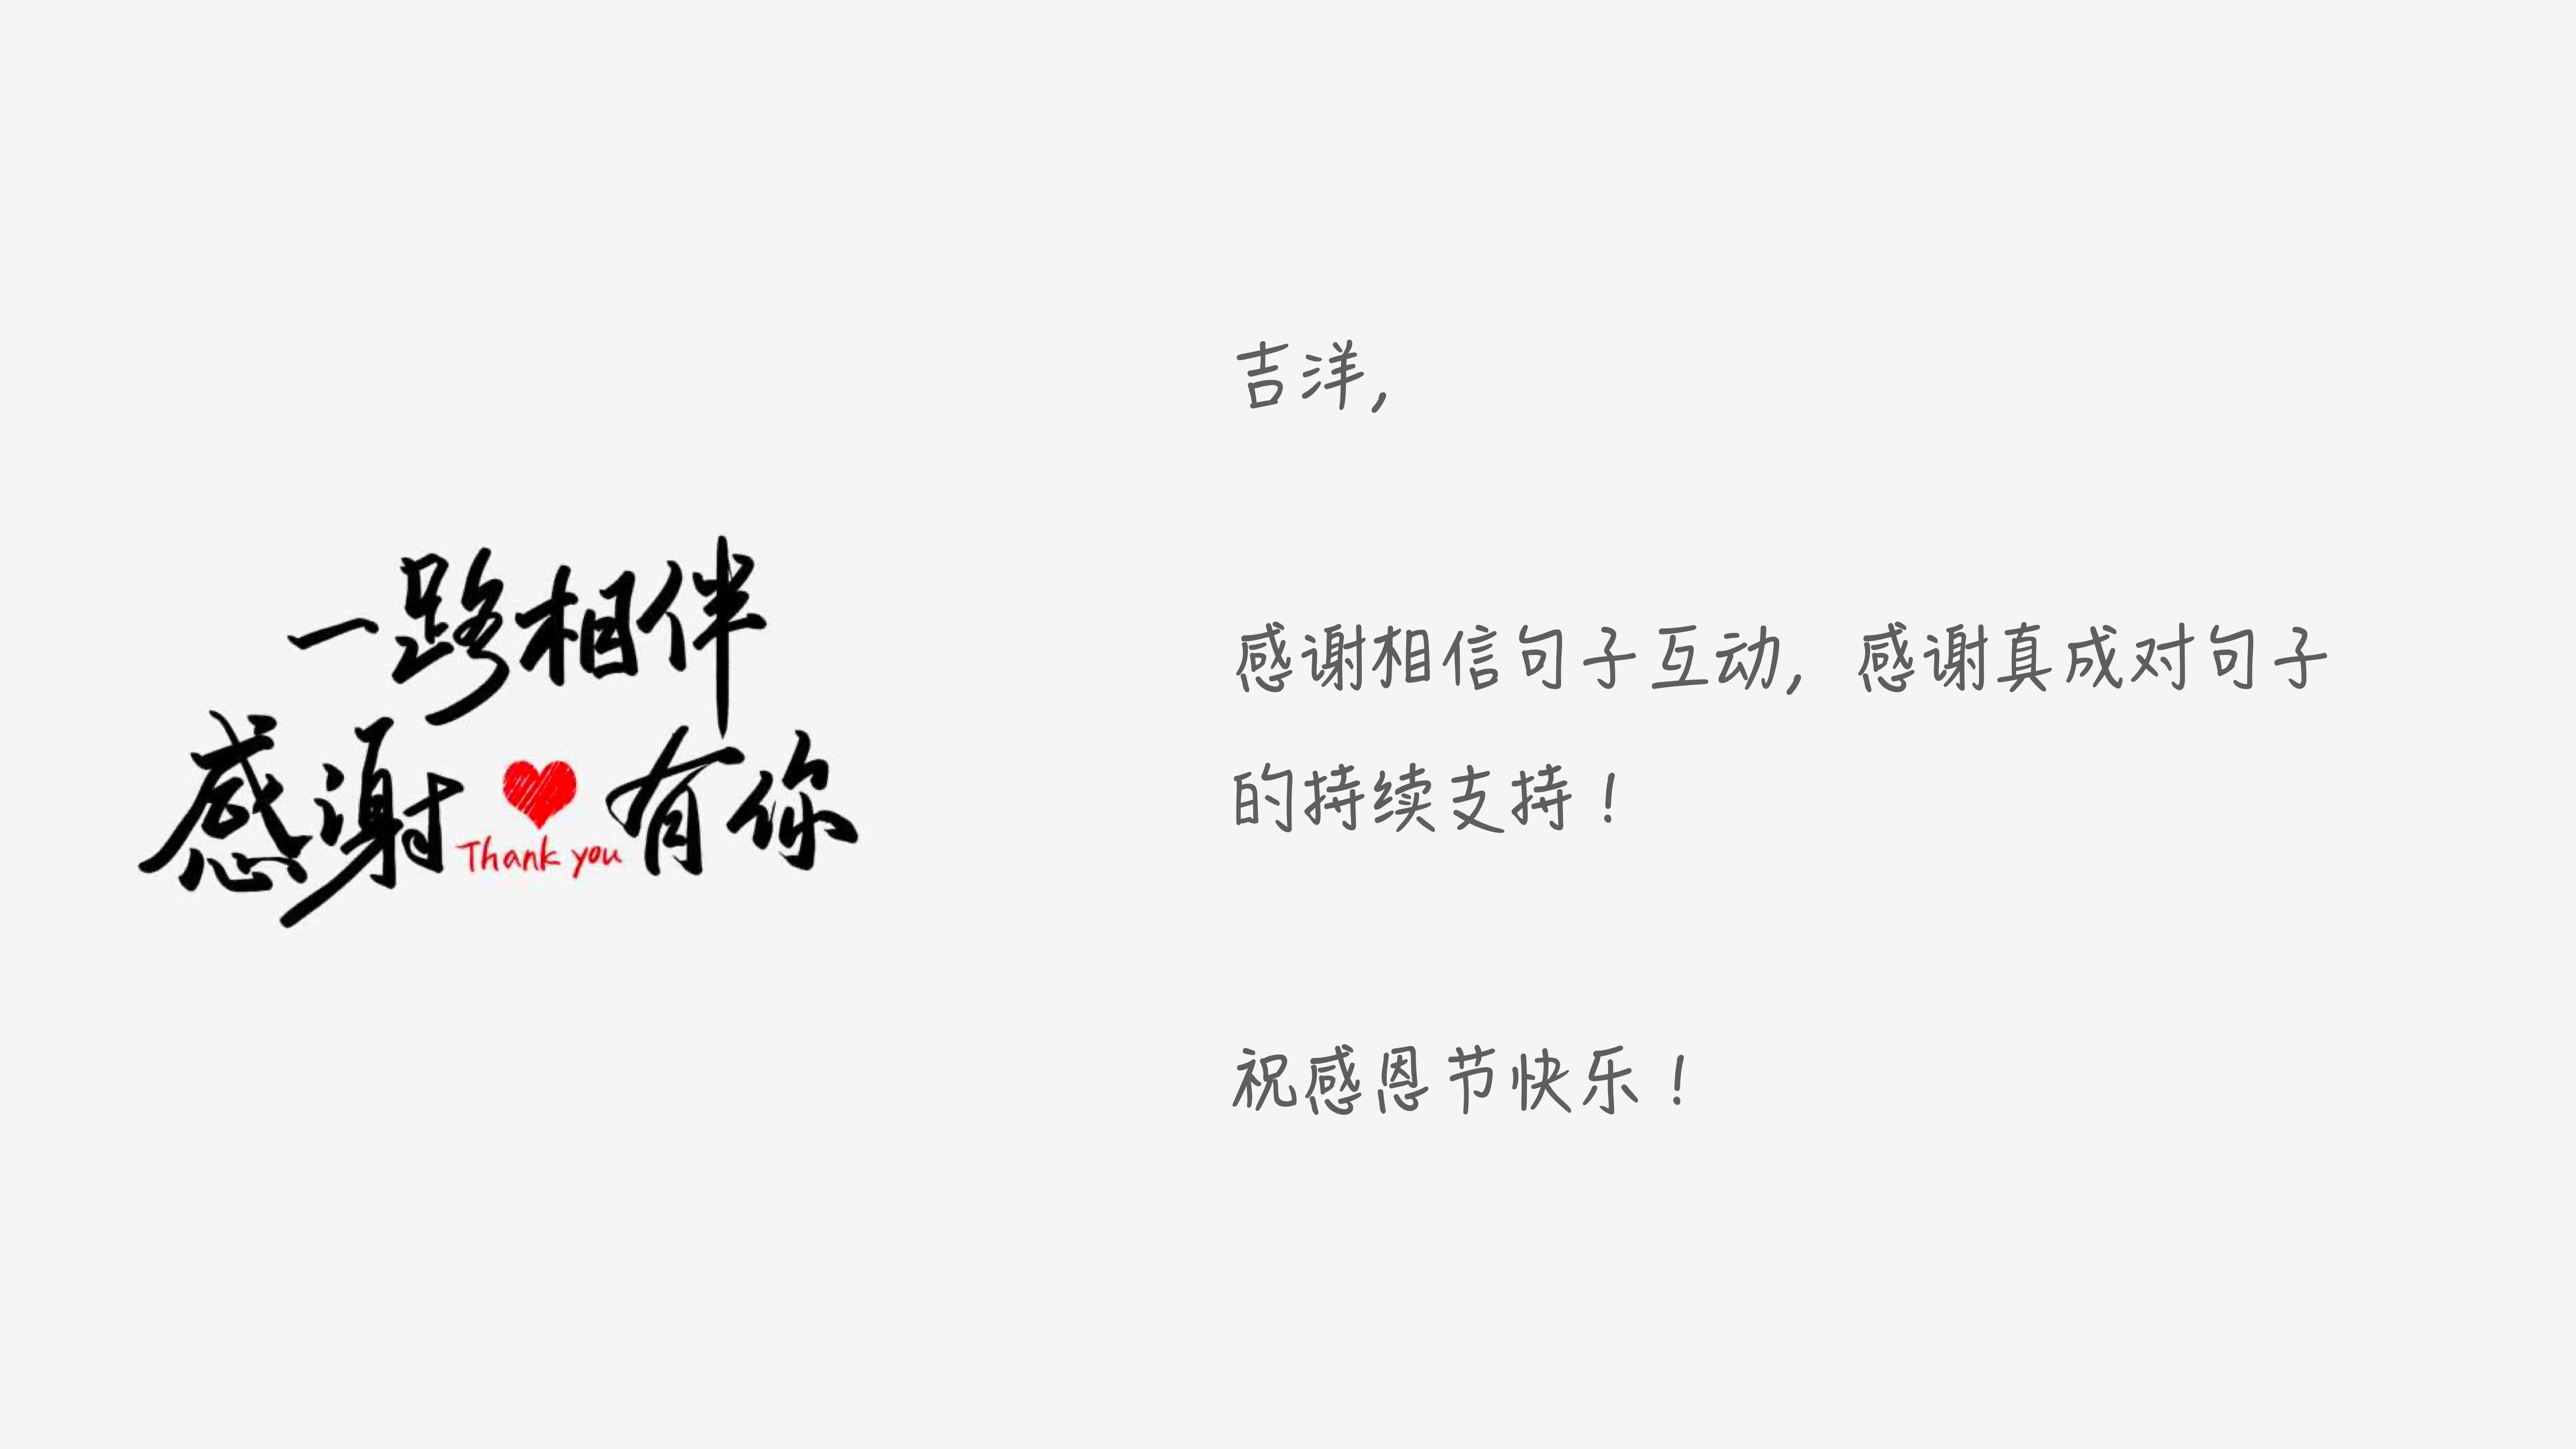 一路相伴
感谢有你
Thank you
吉洋,
感谢相信句子互动, 感谢真成对句子
的持续支持!
祝感恩节快乐!